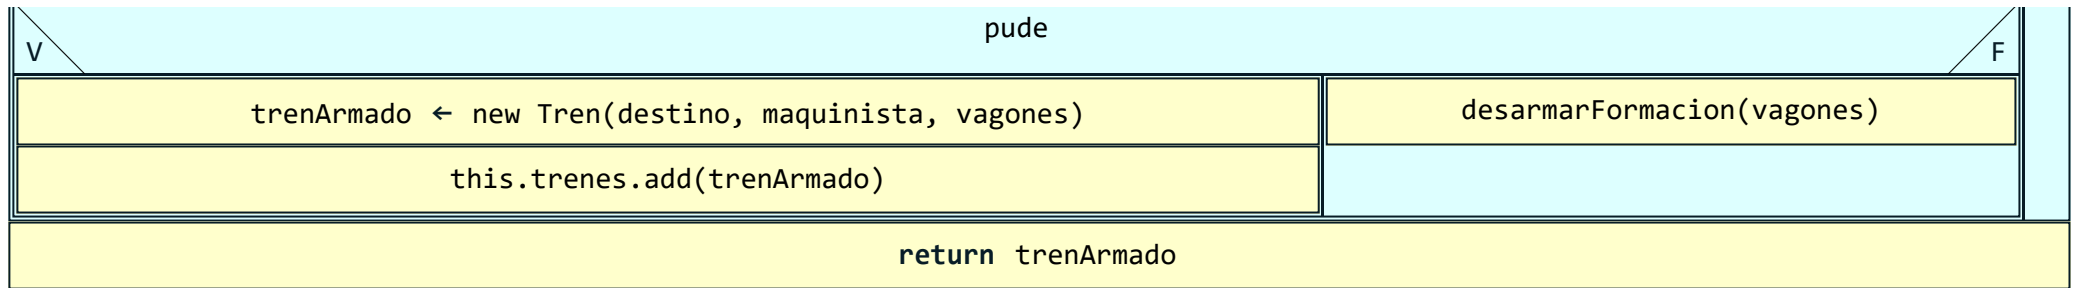 pude
V
F
trenArmado ← new Tren(destino, maquinista, vagones)
desarmarFormacion(vagones)
this.trenes.add(trenArmado)
return trenArmado